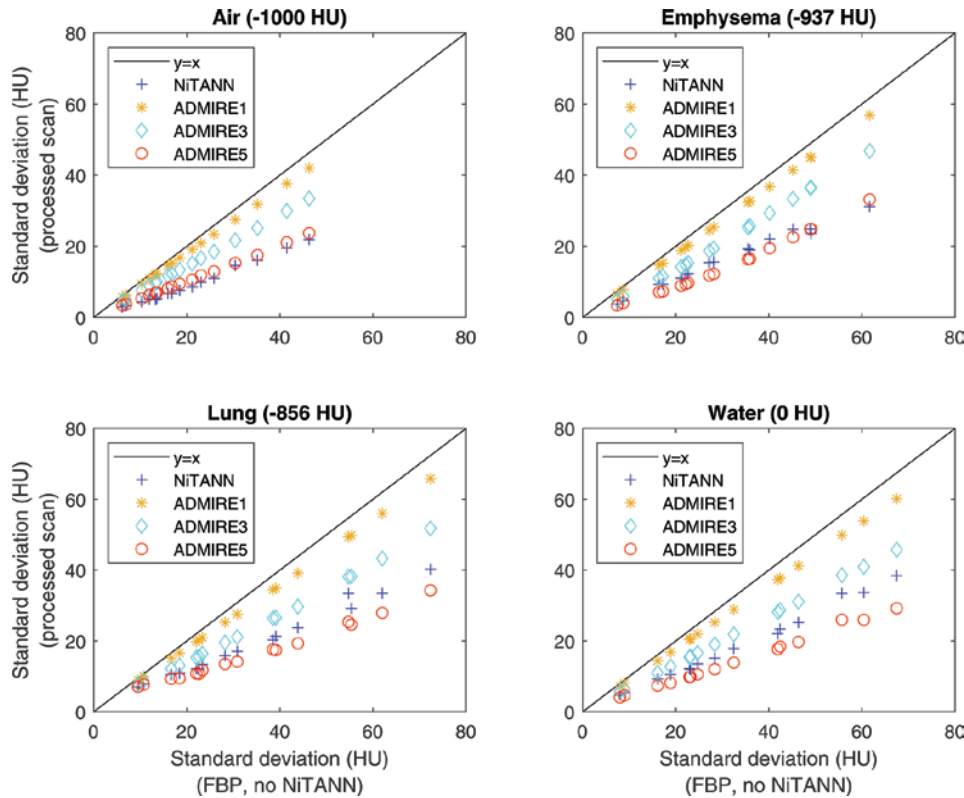 Air (-1000 HU)
Standard deviation (HU)
(processed scan)
80
60
40
20
0
y=x
NiTANN
ADMIRE1
ADMIRE3
ADMIRE5
0 20 40 60 80
Emphysema (-937 HU)
80
60
40
20
0
y=x
NiTANN
ADMIRE1
ADMIRE3
ADMIRE5
0 20 40 60 80
Lung (-856 HU)
Standard deviation (HU)
(processed scan)
80
60
40
20
0
y=x
NiTANN
ADMIRE1
ADMIRE3
ADMIRE5
0 20 40 60 80
Standard deviation (HU)
(FBP, no NiTANN)
Water (0 HU)
80
60
40
20
0
y=x
NiTANN
ADMIRE1
ADMIRE3
ADMIRE5
0 20 40 60 80
Standard deviation (HU)
(FBP, no NiTANN)